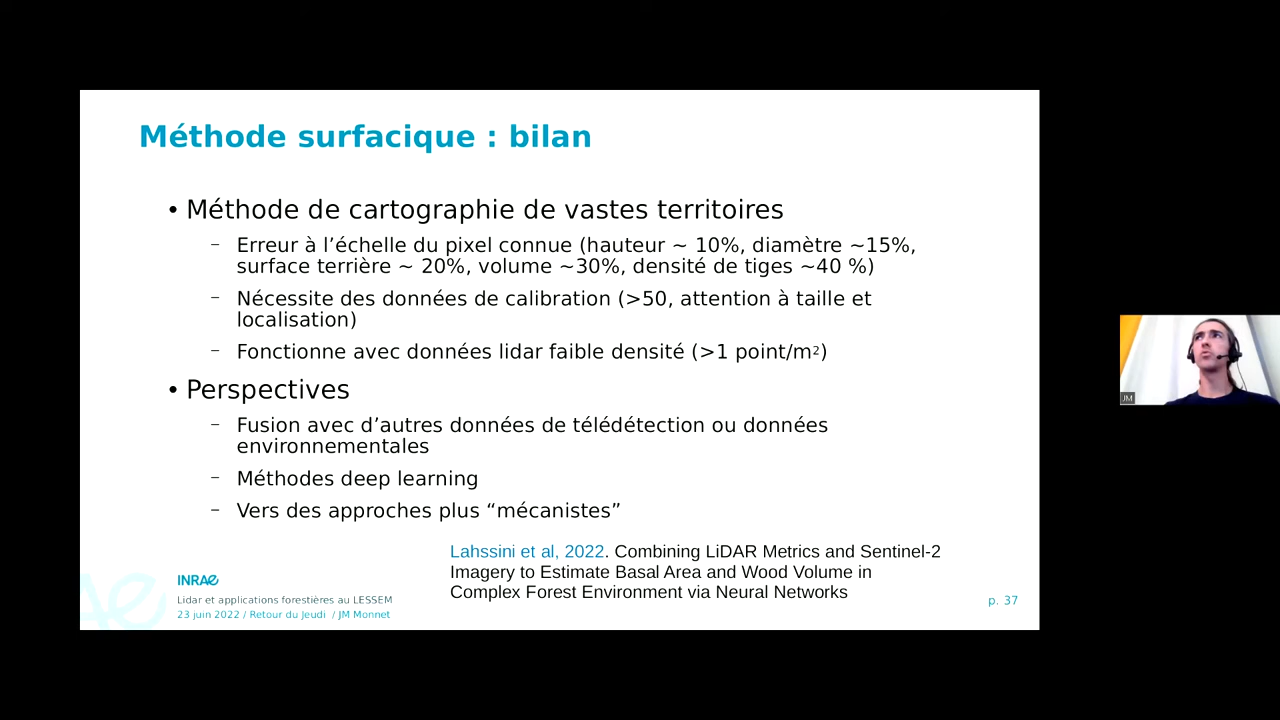 Méthode surfacique : bilan
• Méthode de cartographie de vastes territoires
– Erreur à l’échelle du pixel connue (hauteur ~ 10%, diamètre ~15%,
surface terrière ~ 20%, volume ~30%, densité de tiges ~40 %)
– Nécessite des données de calibration (>50, attention à taille et
localisation)
– Fonctionne avec données lidar faible densité (>1 point/m²)
• Perspectives
– Fusion avec d’autres données de télédétection ou données
environnementales
– Méthodes deep learning
– Vers des approches plus “mécanistes”
Lahssini et al, 2022. Combining LiDAR Metrics and Sentinel-2
Imagery to Estimate Basal Area and Wood Volume in
Complex Forest Environment via Neural Networks
INRAE
Lidar et applications forestières au LESSEM
23 juin 2022 / Retour du Jeudi / JM Monnet
p. 37
JM